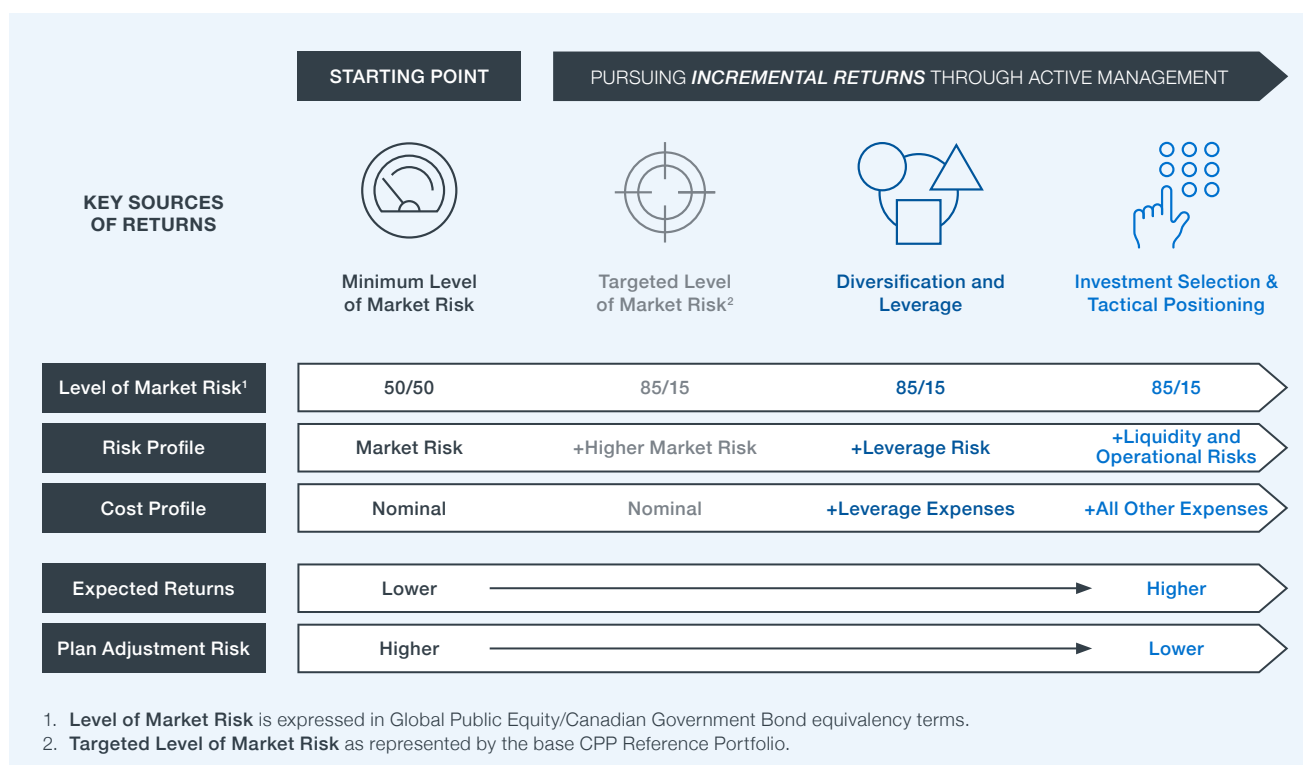 STARTING POINT
PURSUING INCREMENTAL RETURNS THROUGH ACTIVE MANAGEMENT
KEY SOURCES
OF RETURNS
Minimum Level
of Market Risk
Targeted Level
of Market Risk²
Diversification and
Leverage
Investment Selection &
Tactical Positioning
Level of Market Risk¹
50/50
85/15
85/15
85/15
Risk Profile
Market Risk
+Higher Market Risk
+Leverage Risk
+Liquidity and
Operational Risks
Cost Profile
Nominal
Nominal
+Leverage Expenses
+All Other Expenses
Expected Returns
Lower
Higher
Plan Adjustment Risk
Higher
Lower
1. Level of Market Risk is expressed in Global Public Equity/Canadian Government Bond equivalency terms.
2. Targeted Level of Market Risk as represented by the base CPP Reference Portfolio.